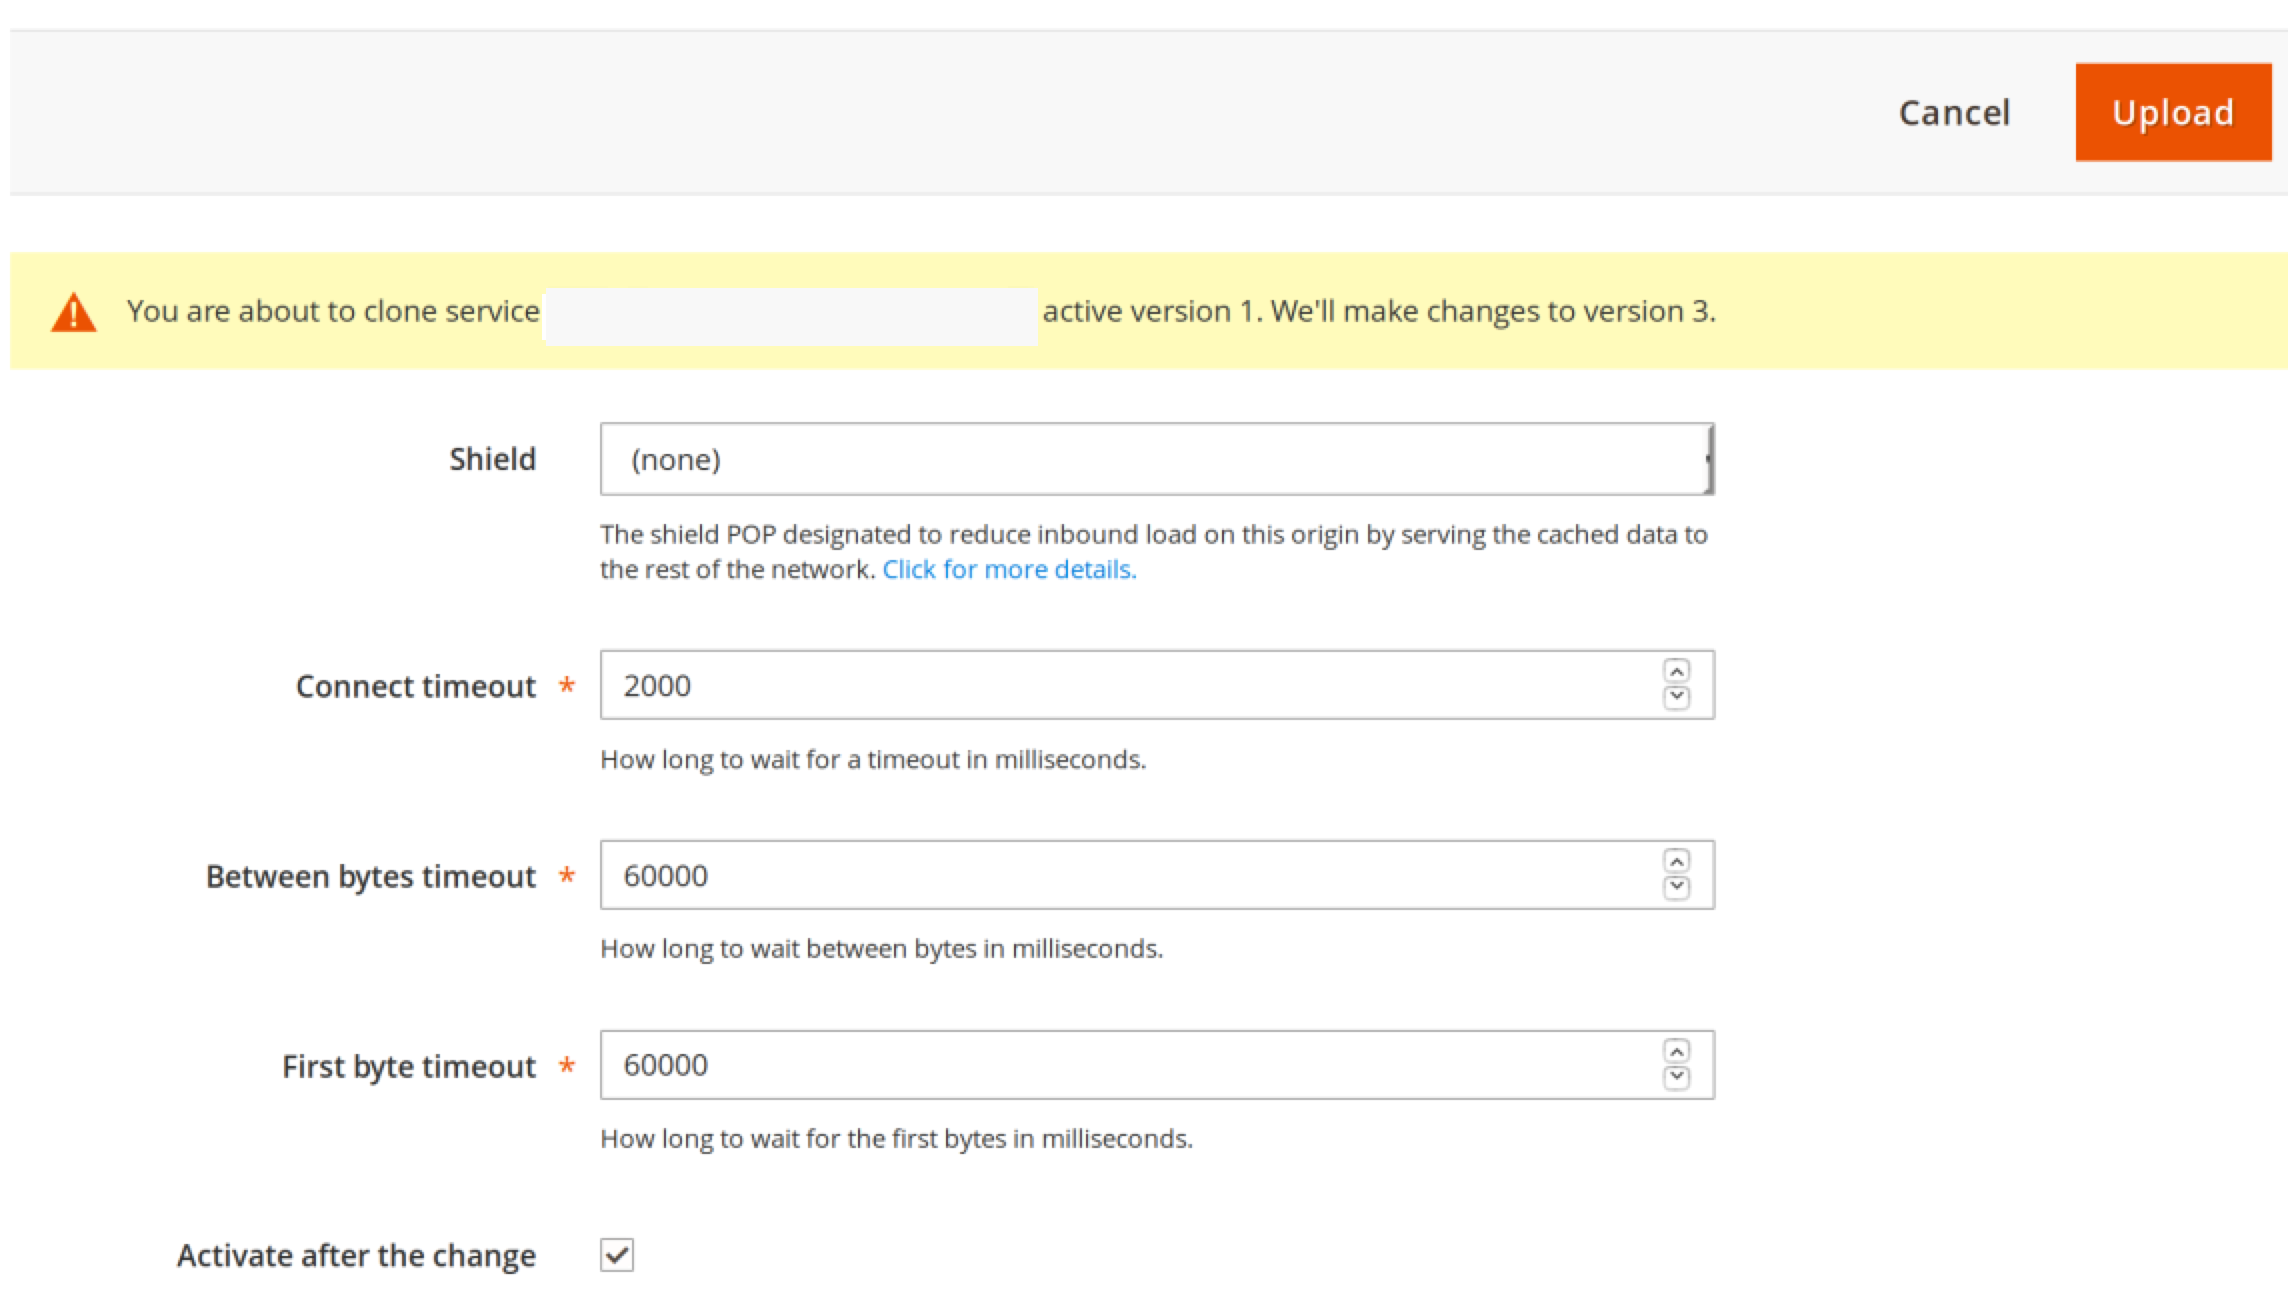 Cancel
Upload
You are about to clone service active version 1. We'll make changes to version 3.
Shield
(none)
The shield POP designated to reduce inbound load on this origin by serving the cached data to
the rest of the network. Click for more details.
Connect timeout *
2000
How long to wait for a timeout in milliseconds.
Between bytes timeout *
60000
How long to wait between bytes in milliseconds.
First byte timeout *
60000
How long to wait for the first bytes in milliseconds.
Activate after the change